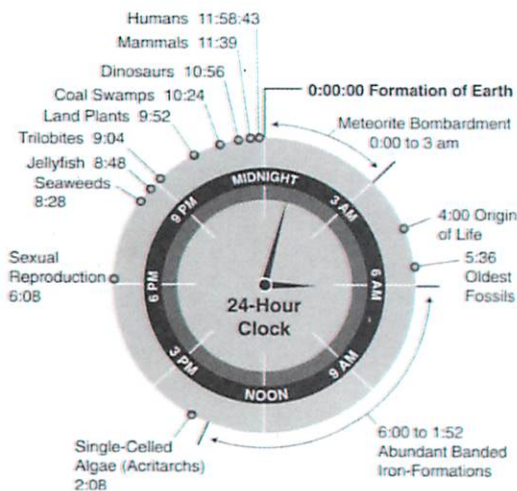 Humans 11:58:43
Mammals 11:39
Dinosaurs 10:56
Coal Swamps 10:24
Land Plants 9:52
Trilobites 9:04
Jellyfish 8:48
Seaweeds
8:28
Sexual
Reproduction
6:08
Single-Celled
Algae (Acritarchs)
2:08
0:00:00 Formation of Earth
Meteorite Bombardment
0:00 to 3 am
4:00 Origin
of Life
5:36
Oldest
Fossils
6:00 to 1:52
Abundant Banded
Iron-Formations
MIDNIGHT
3 AM
6 AM
9 AM
NOON
3 PM
6 PM
9 PM
24-Hour
Clock